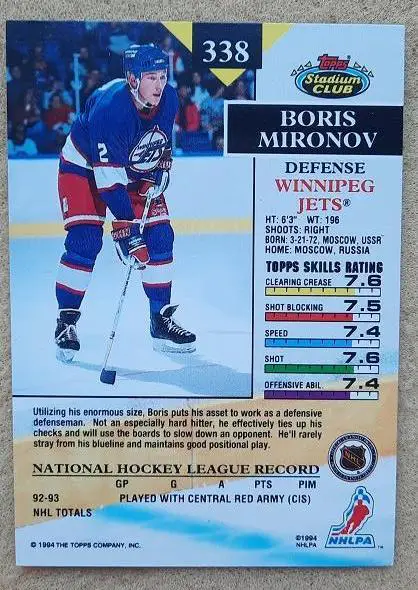 338
Topps
Stadium
CLUB
BORIS
MIRONOV
DEFENSE
WINNIPEG
JETS®
HT: 6'3" WT: 196
SHOOTS: RIGHT
BORN: 3-21-72, MOSCOW, USSR
HOME: MOSCOW, RUSSIA
TOPPS SKILLS RATING
CLEARING CREASE 7.6
SHOT BLOCKING 7.5
SPEED 7.4
SHOT 7.6
OFFENSIVE ABIL. 7.4
2
JETS
Utilizing his enormous size, Boris puts his asset to work as a defensive
defenseman. Not an especially hard hitter, he effectively ties up his
checks and will use the boards to slow down an opponent. He'll rarely
stray from his blueline and maintains good positional play.
NATIONAL HOCKEY LEAGUE RECORD
GP G A PTS PIM
92-93 PLAYED WITH CENTRAL RED ARMY (CIS)
NHL TOTALS
NHL
© 1994 THE TOPPS COMPANY, INC.
©1994
NHLPA
NHLPA ™